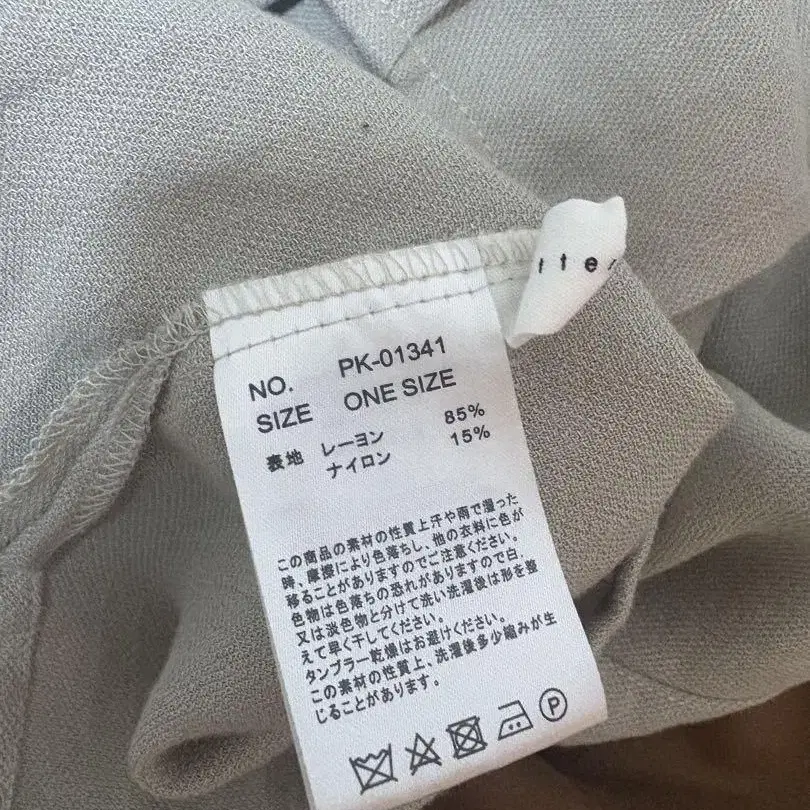 tte
NO. PK-01341
SIZE ONE SIZE
表地 レーヨン 85%
ナイロン 15%
この商品の素材の性質上汗や雨で湿った
時、摩擦により色落ちし、他の衣料に色が
移ることがありますのでご注意ください。
色物は色落ちの恐れがありますので白、
又は淡色物と分けて洗い洗濯後は形を整
えて早く干してください。
タンブラー乾燥はお避けください。
この素材の性質上、洗濯後多少縮みが生
じることがあります。
P